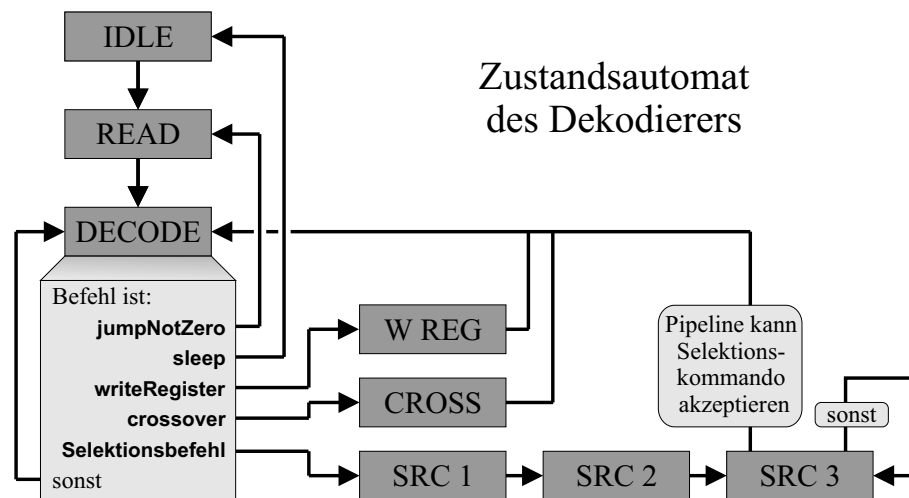 IDLE
Zustandsautomat
des Dekodierers
READ
DECODE
Befehl ist:
jumpNotZero
sleep
writeRegister
crossover
Selektionsbefehl
sonst
W REG
CROSS
Pipeline kann
Selektions-
kommando
akzeptieren
sonst
SRC 1
SRC 2
SRC 3